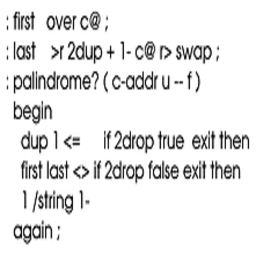 : first over c@ ;
: last >r 2dup + 1- c@ r> swap ;
: palindrome? ( c-addr u -- f )
begin
dup 1 <= if 2drop true exit then
first last <> if 2drop false exit then
1 /string 1-
again ;